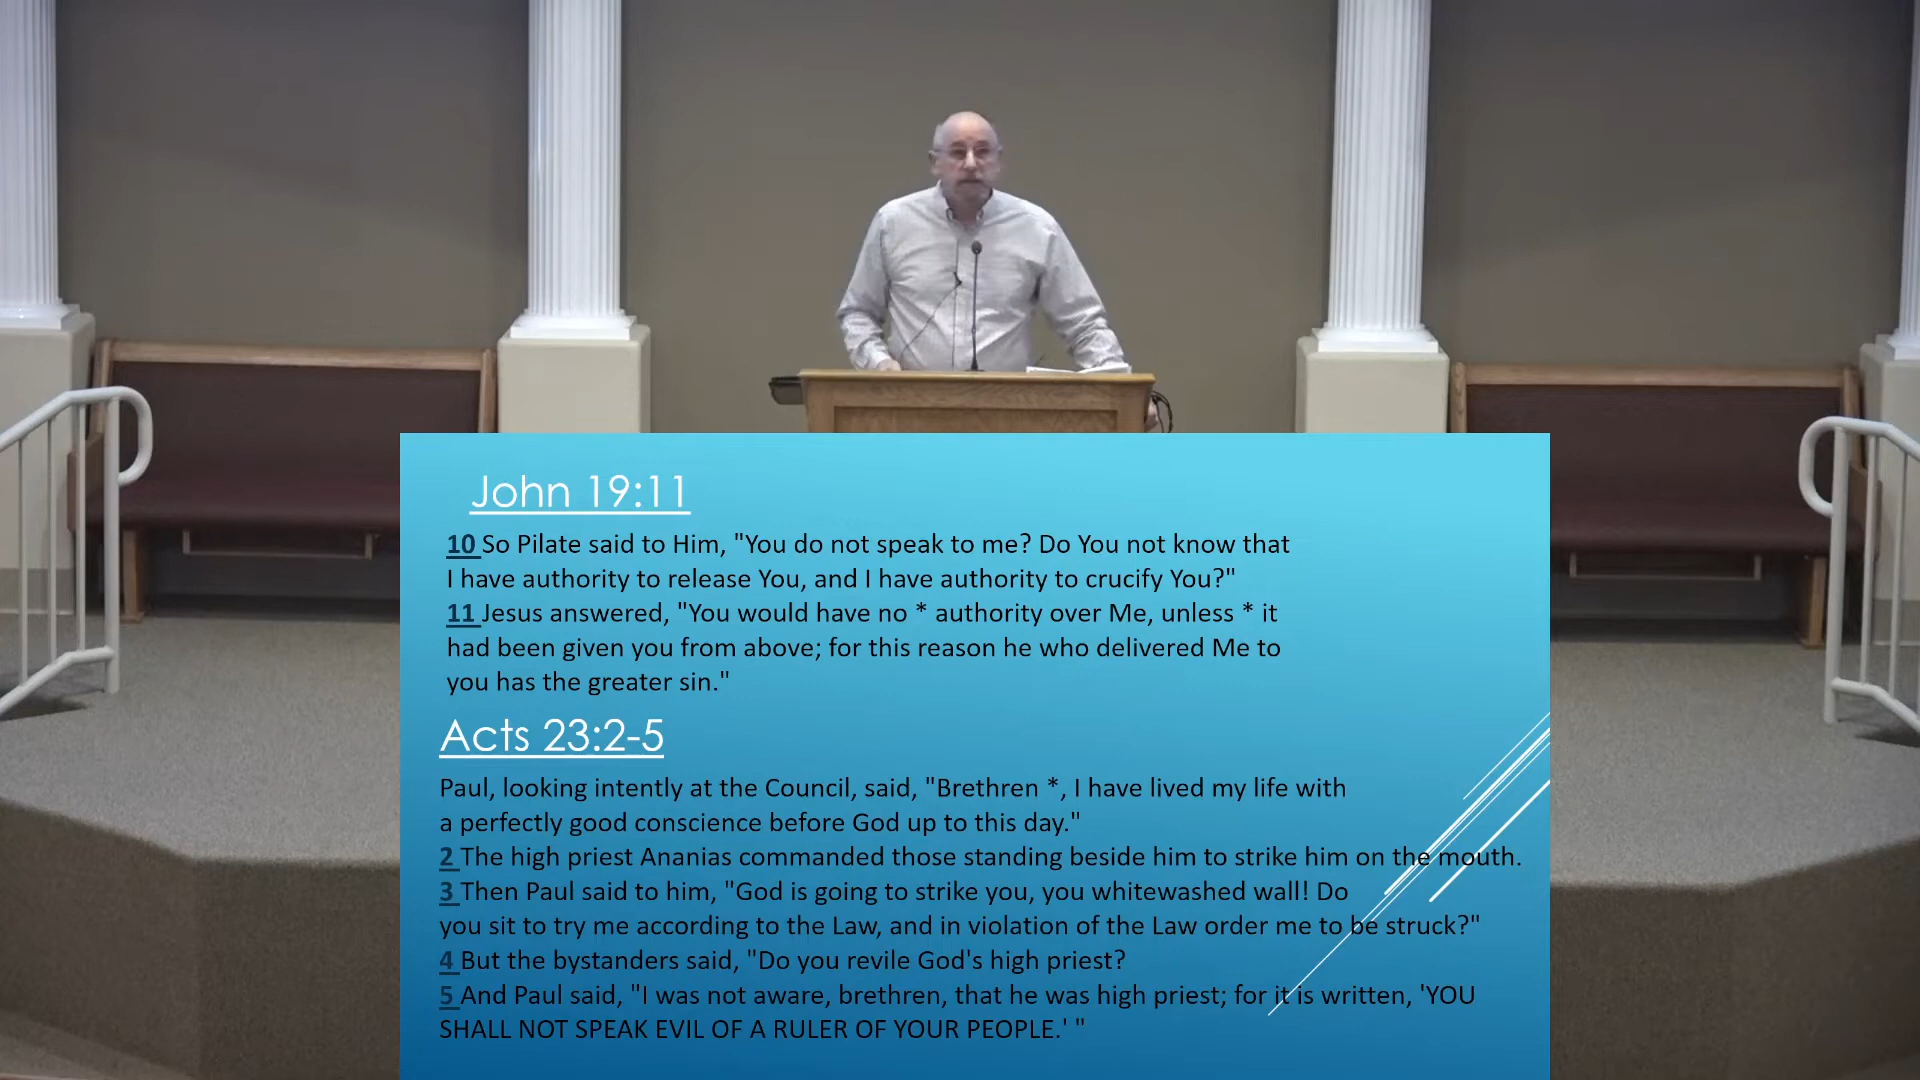 John 19:11
10 So Pilate said to Him, "You do not speak to me? Do You not know that
I have authority to release You, and I have authority to crucify You?"
11 Jesus answered, "You would have no * authority over Me, unless * it
had been given you from above; for this reason he who delivered Me to
you has the greater sin."
Acts 23:2-5
Paul, looking intently at the Council, said, "Brethren *, I have lived my life with
a perfectly good conscience before God up to this day."
2 The high priest Ananias commanded those standing beside him to strike him on the mouth.
3 Then Paul said to him, "God is going to strike you, you whitewashed wall! Do
you sit to try me according to the Law, and in violation of the Law order me to be struck?"
4 But the bystanders said, "Do you revile God's high priest?
5 And Paul said, "I was not aware, brethren, that he was high priest; for it is written, 'YOU
SHALL NOT SPEAK EVIL OF A RULER OF YOUR PEOPLE.' "